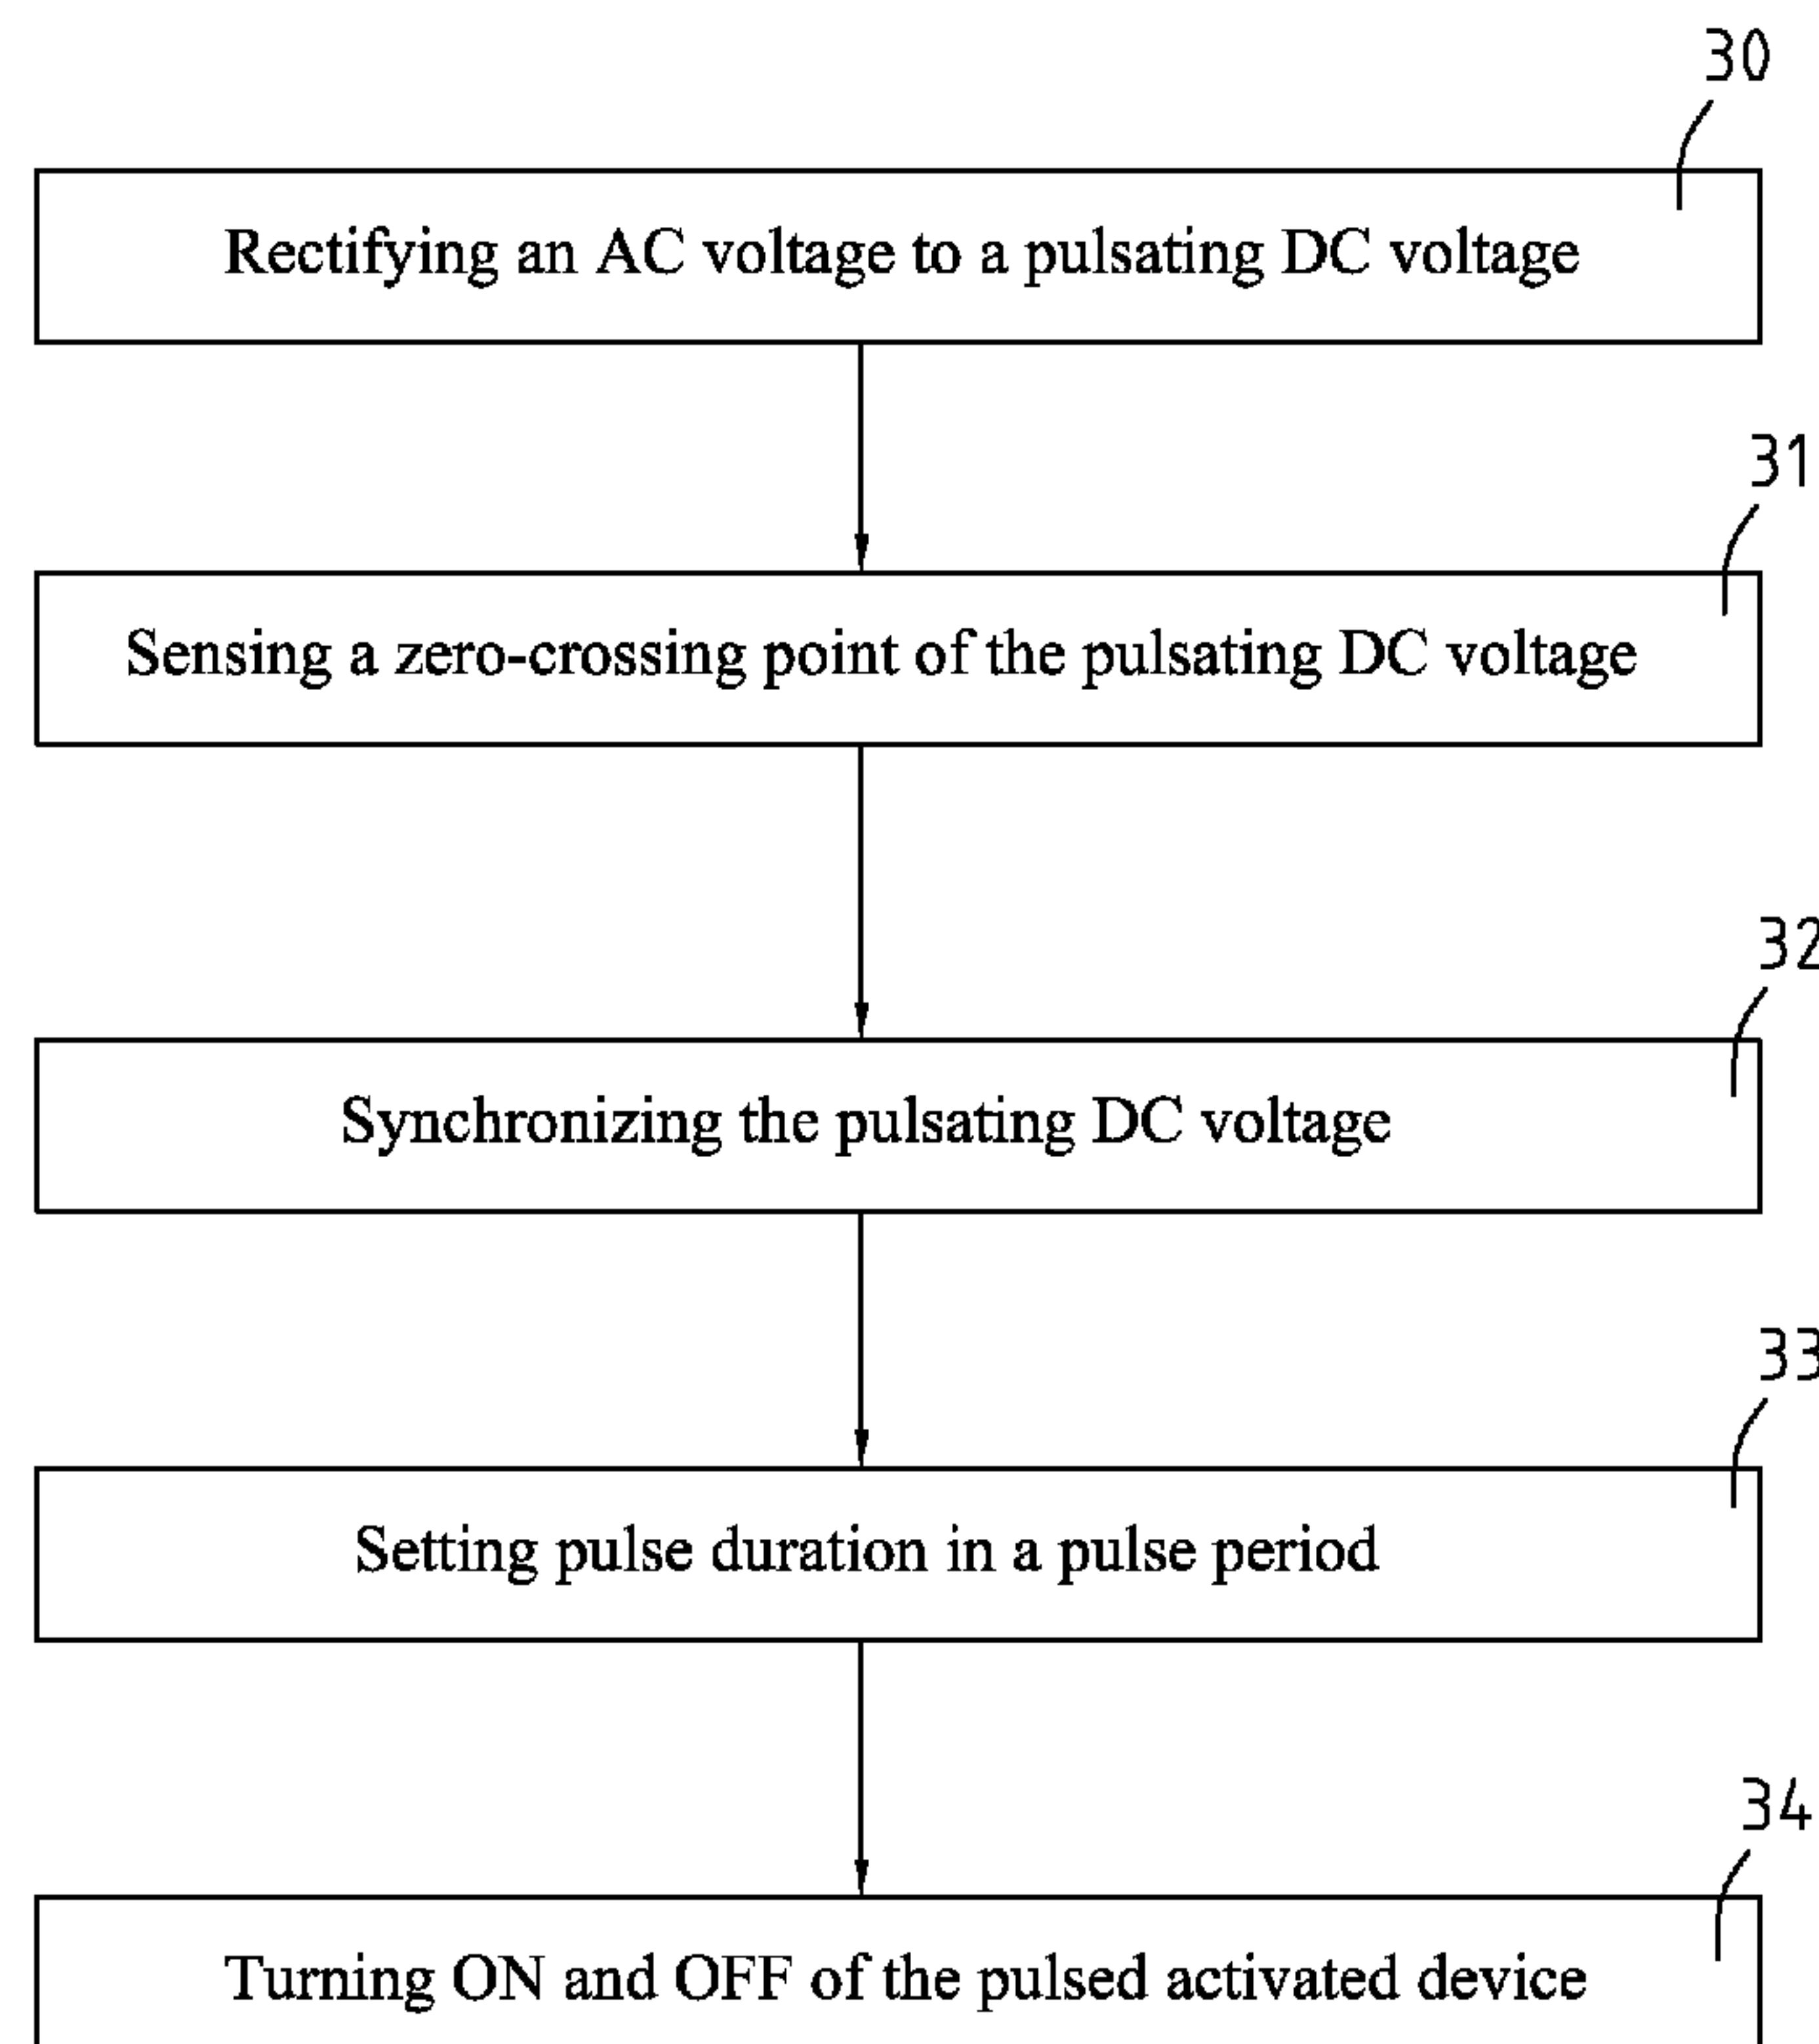 30
Rectifying an AC voltage to a pulsating DC voltage
31
Sensing a zero-crossing point of the pulsating DC voltage
32
Synchronizing the pulsating DC voltage
33
Setting pulse duration in a pulse period
34
Turning ON and OFF of the pulsed activated device